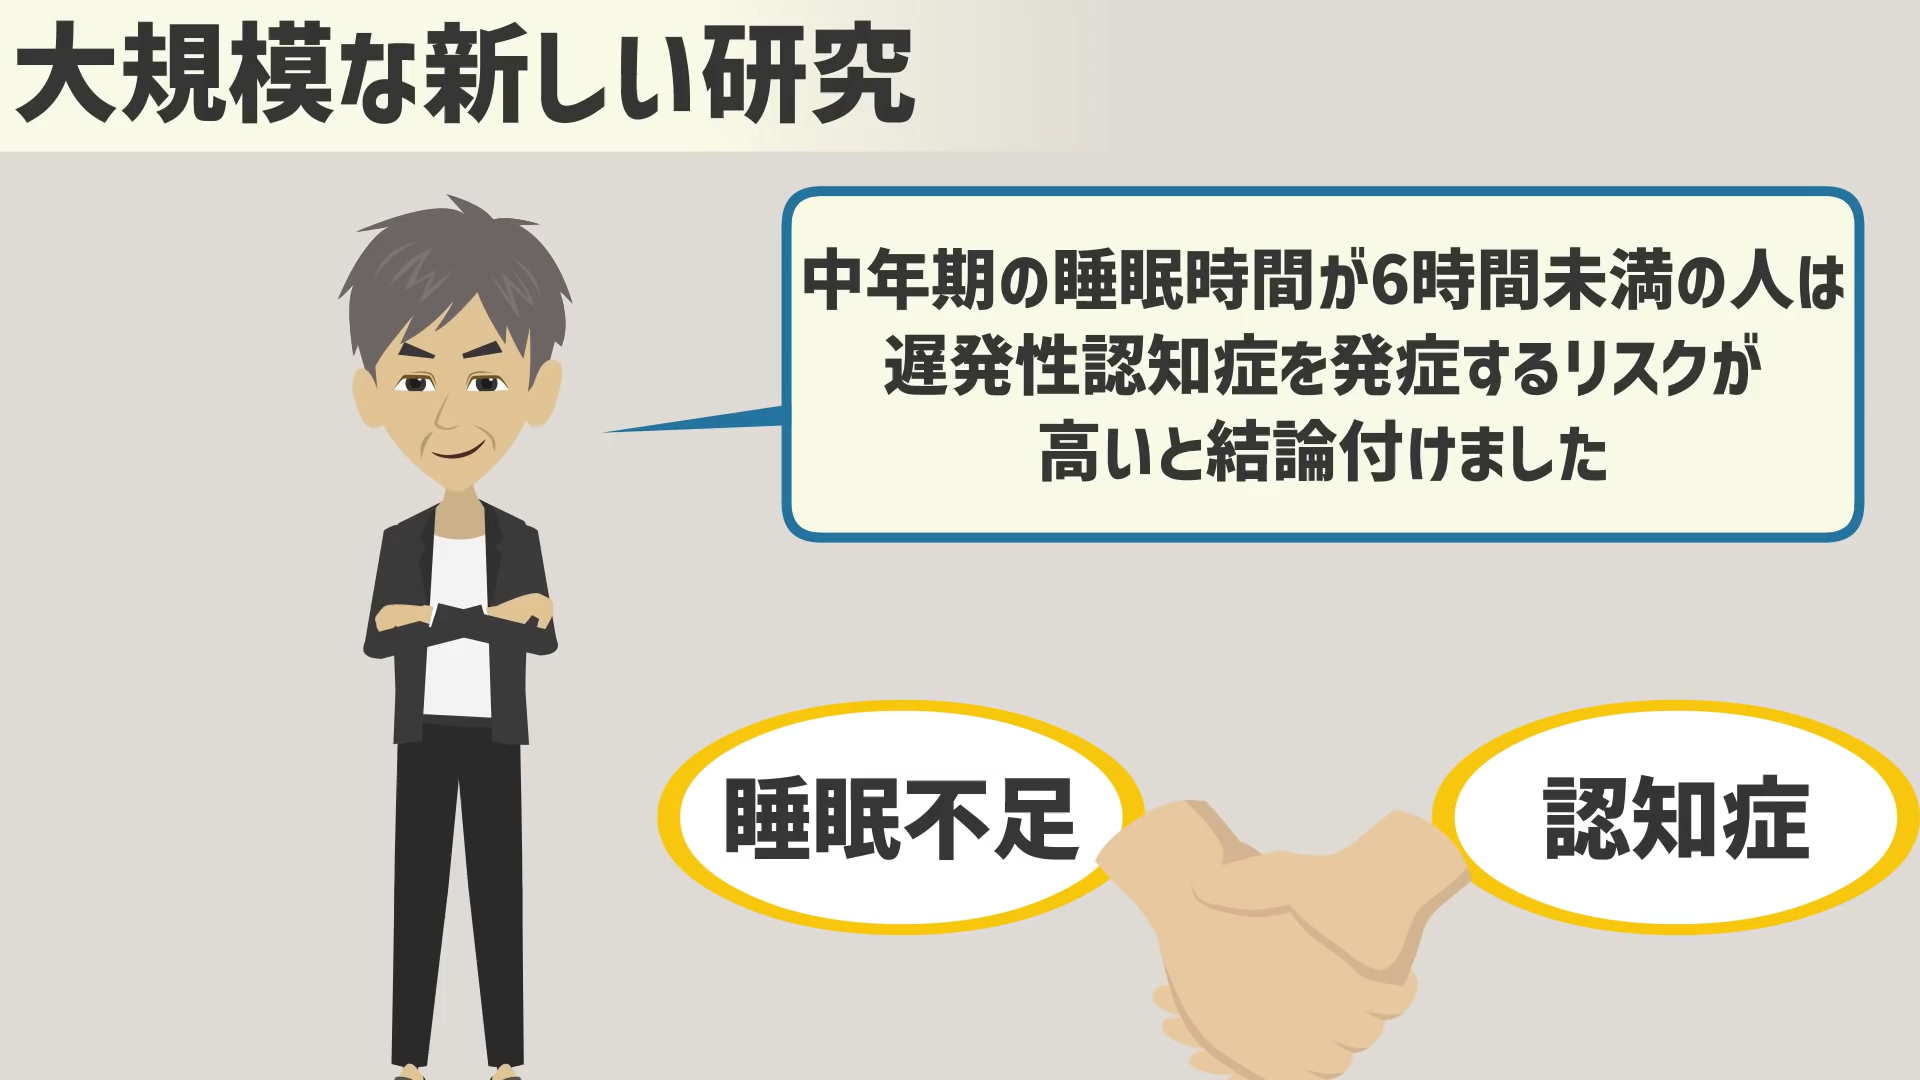 大規模な新しい研究
中年期の睡眠時間が6時間未満の人は
遅発性認知症を発症するリスクが
高いと結論付けました
睡眠不足
認知症